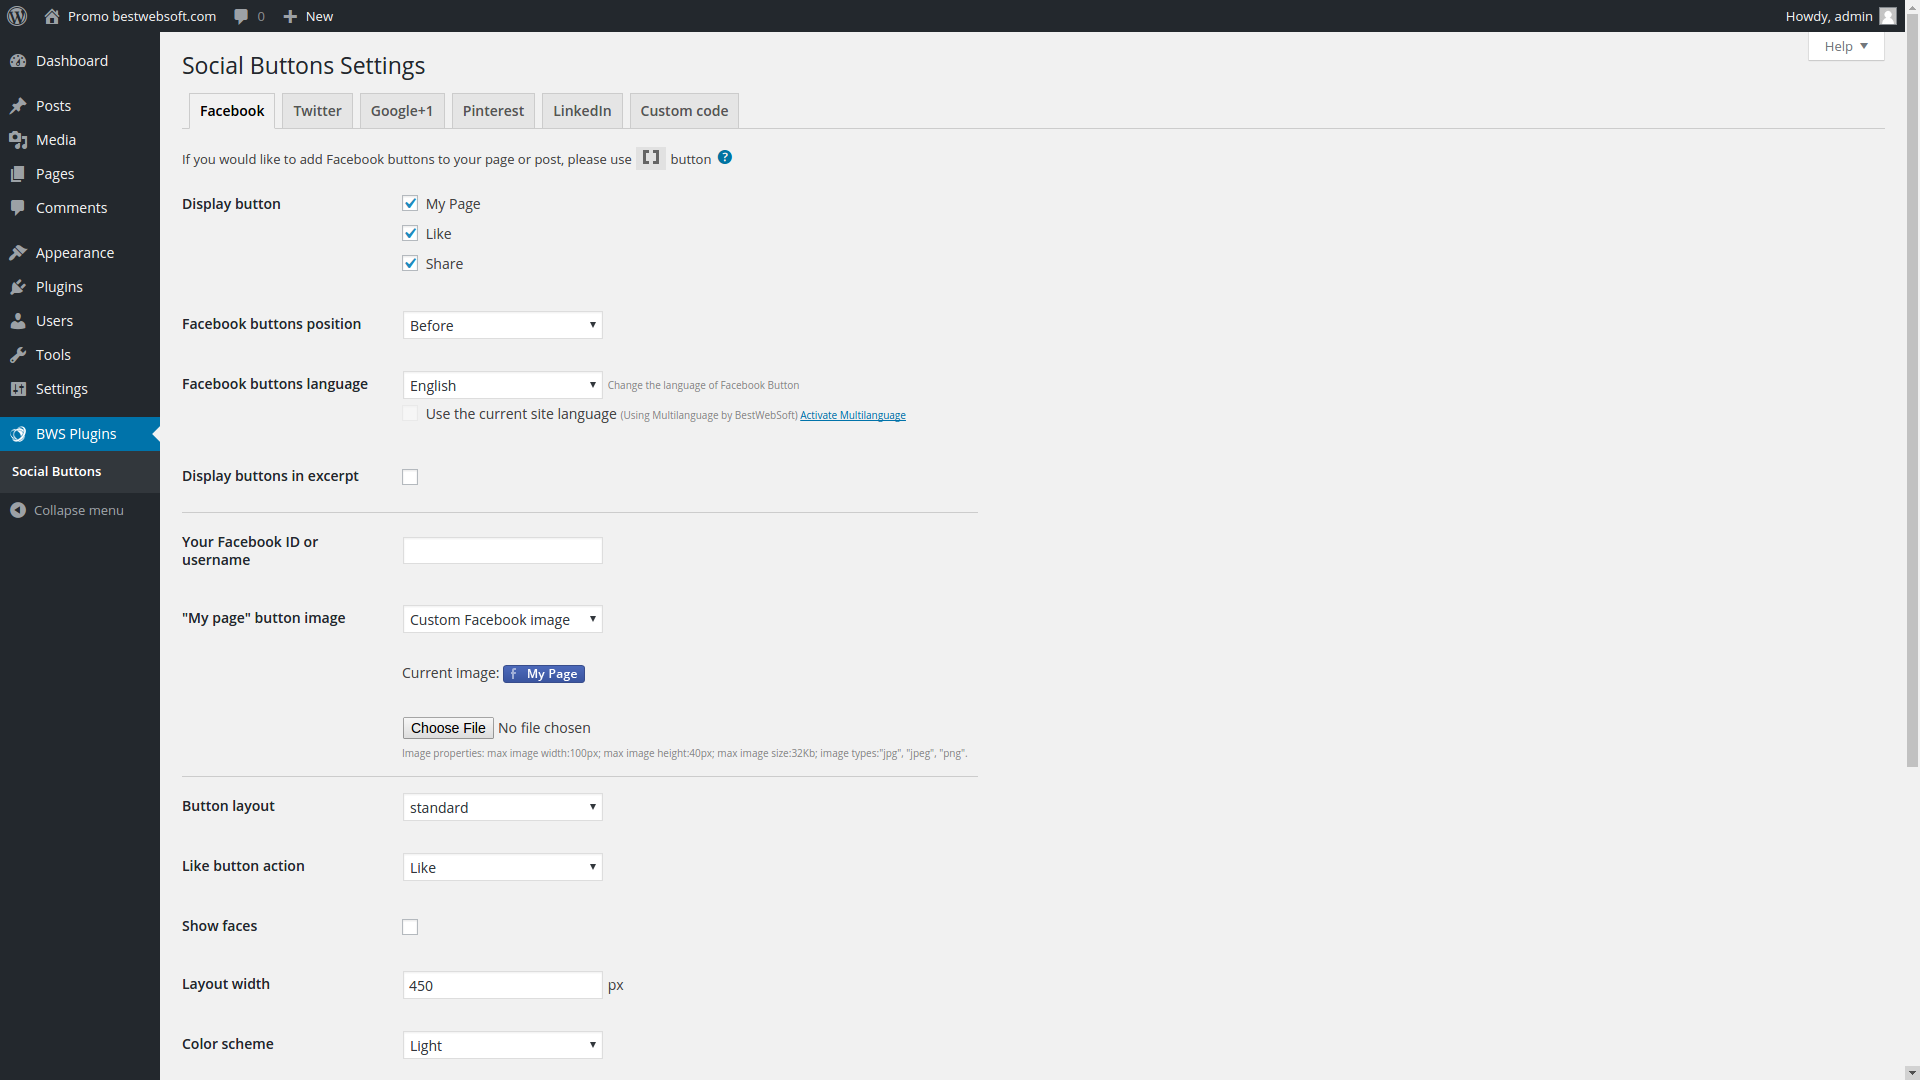 Promo bestwebsoft.com 0 New Howdy, admin
Help
Dashboard
Posts
Media
Pages
Comments
Appearance
Plugins
Users
Tools
Settings
BWS Plugins
Social Buttons
Collapse menu
Social Buttons Settings
Facebook Twitter Google+1 Pinterest LinkedIn Custom code
If you would like to add Facebook buttons to your page or post, please use [] button ?
Display button
My Page
Like
Share
Facebook buttons position Before
Facebook buttons language English Change the language of Facebook Button
Use the current site language (Using Multilanguage by BestWebSoft) Activate Multilanguage
Display buttons in excerpt
Your Facebook ID or
username
"My page" button image Custom Facebook image
Current image: f My Page
Choose File No file chosen
Image properties: max image width:100px; max image height:40px; max image size:32Kb; image types:"jpg", "jpeg", "png".
Button layout standard
Like button action Like
Show faces
Layout width 450 px
Color scheme Light